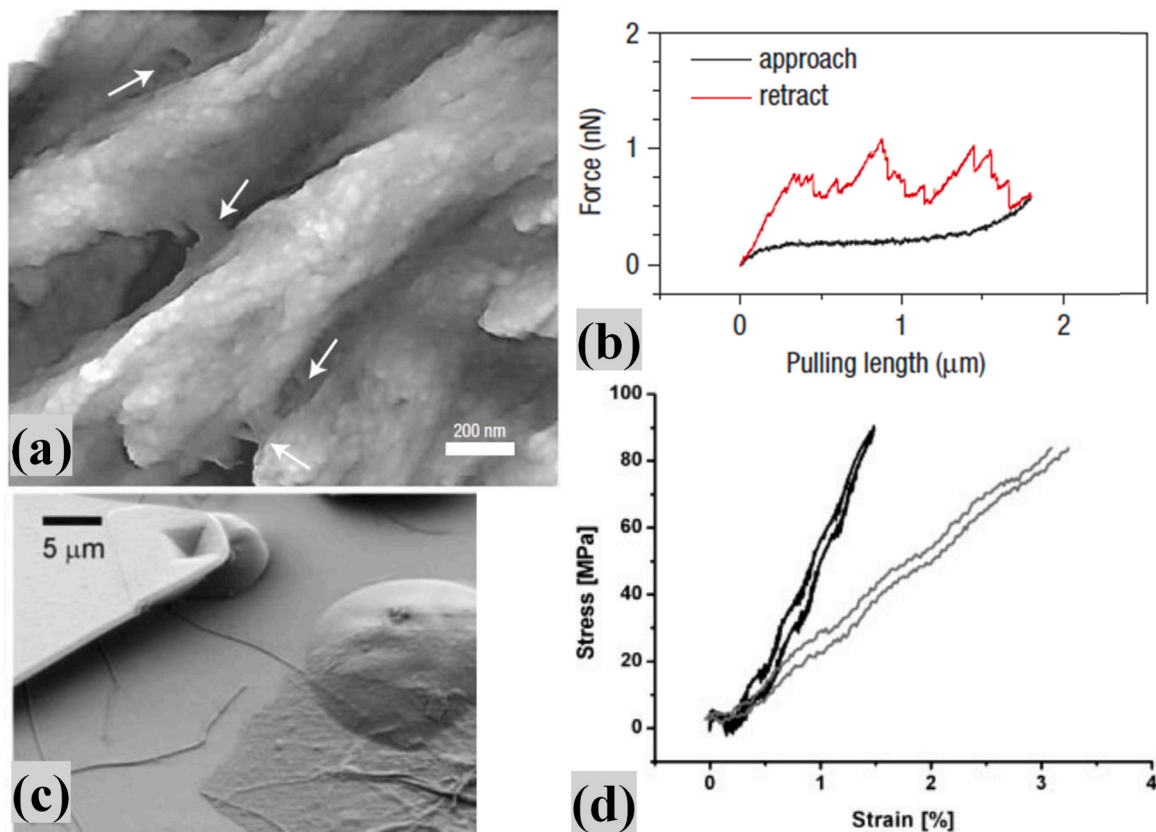 (a)
200 nm
2
approach
retract
1
Force (nN)
0
0
1
2
Pulling length (μm)
(b)
5 μm
(c)
100
80
60
40
20
0
Stress [MPa]
0
1
2
3
4
Strain [%]
(d)